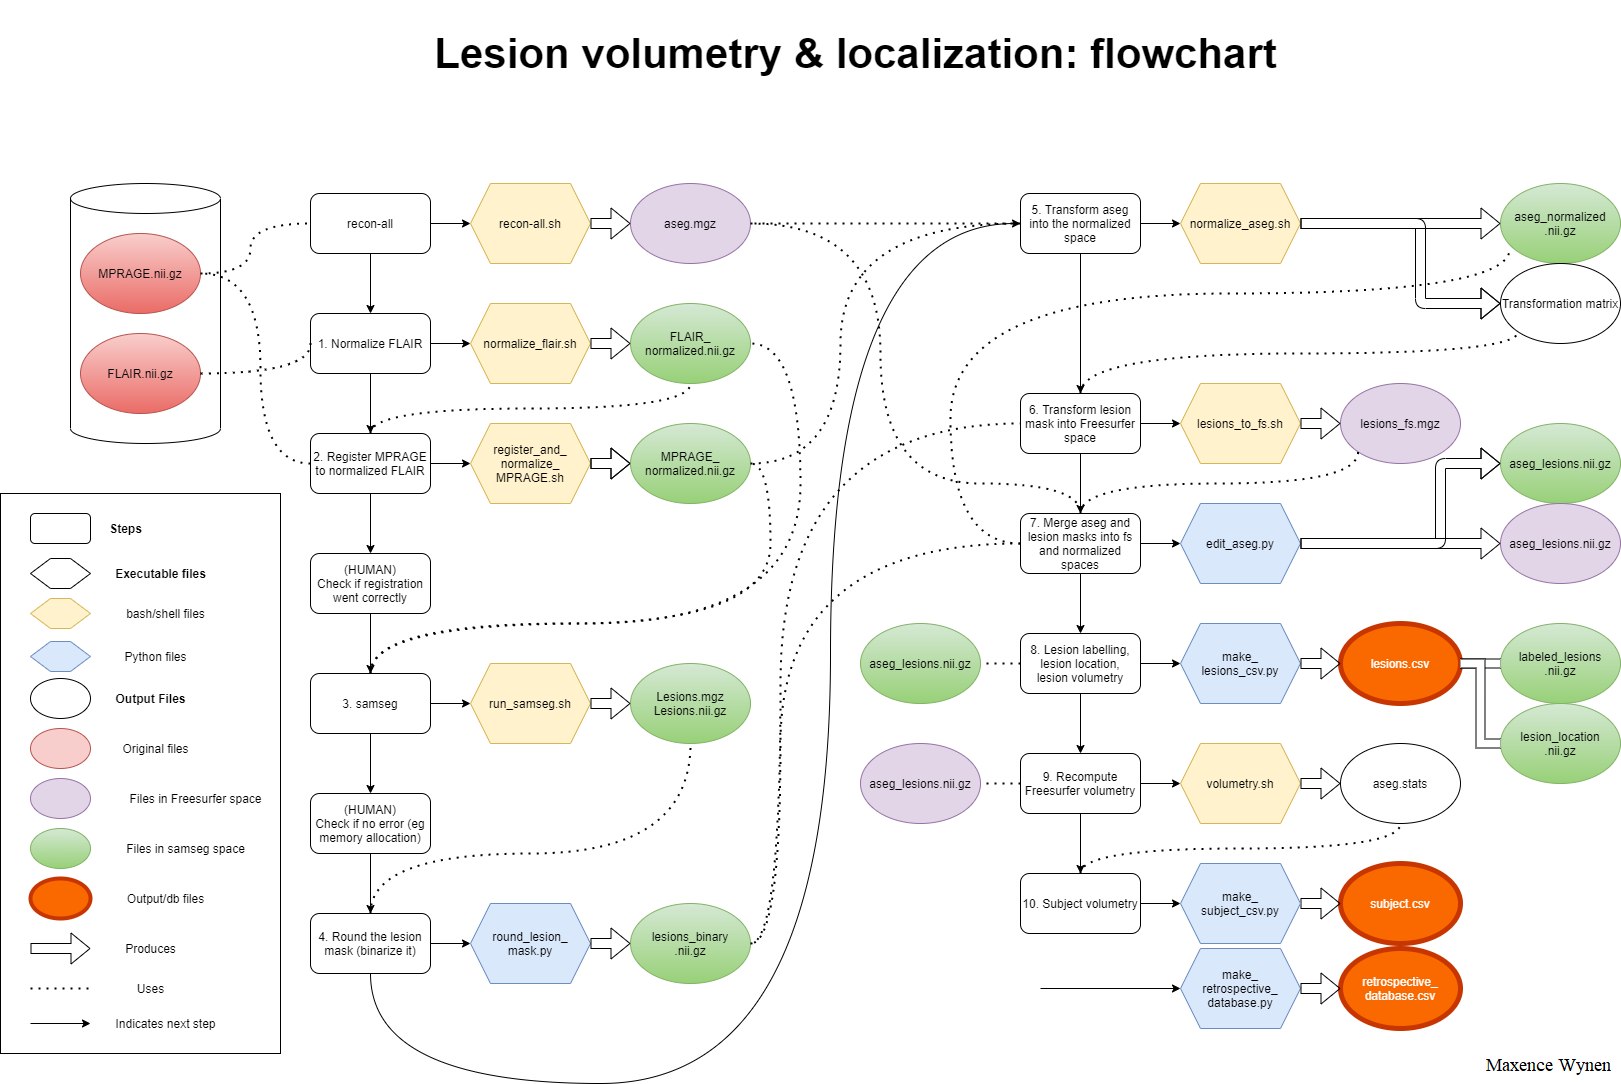 Lesion volumetry & localization: flowchart
MPRAGE.nii.gz
FLAIR.nii.gz
recon-all
recon-all.sh
aseg.mgz
1. Normalize FLAIR
normalize_flair.sh
FLAIR_
normalized.nii.gz
2. Register MPRAGE
to normalized FLAIR
register_and_
normalize_
MPRAGE.sh
MPRAGE_
normalized.nii.gz
(HUMAN)
Check if registration
went correctly
3. samseg
run_samseg.sh
Lesions.mgz
Lesions.nii.gz
(HUMAN)
Check if no error (eg
memory allocation)
4. Round the lesion
mask (binarize it)
round_lesion_
mask.py
lesions_binary
.nii.gz
5. Transform aseg
into the normalized
space
normalize_aseg.sh
aseg_normalized
.nii.gz
Transformation matrix
6. Transform lesion
mask into Freesurfer
space
lesions_to_fs.sh
lesions_fs.mgz
7. Merge aseg and
lesion masks into fs
and normalized
spaces
edit_aseg.py
aseg_lesions.nii.gz
aseg_lesions.nii.gz
aseg_lesions.nii.gz
8. Lesion labelling,
lesion location,
lesion volumetry
make_
lesions_csv.py
lesions.csv
labeled_lesions
.nii.gz
lesion_location
.nii.gz
aseg_lesions.nii.gz
9. Recompute
Freesurfer volumetry
volumetry.sh
aseg.stats
10. Subject volumetry
make_
subject_csv.py
subject.csv
make_
retrospective_
database.py
retrospective_
database.csv
Steps
Executable files
bash/shell files
Python files
Output Files
Original files
Files in Freesurfer space
Files in samseg space
Output/db files
Produces
Uses
Indicates next step
Maxence Wynen